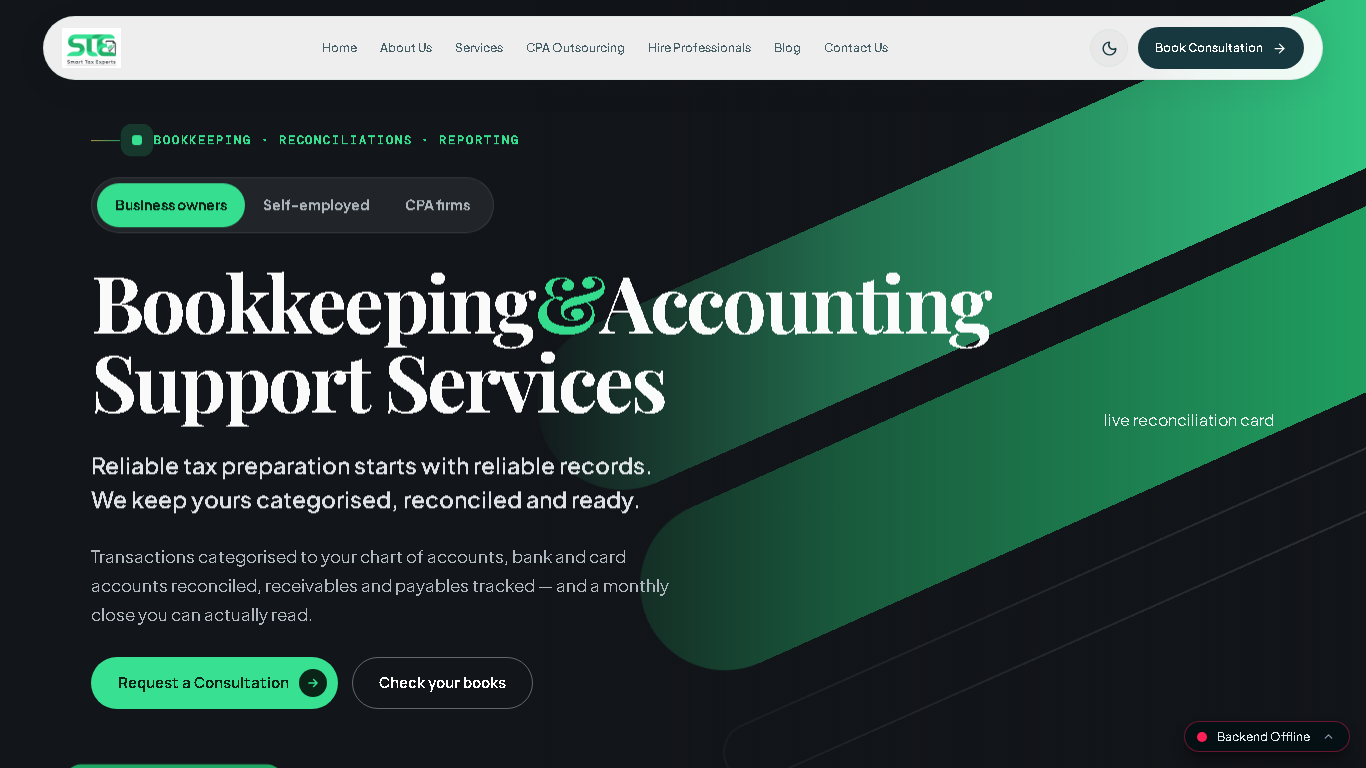 STE
Smart Tax Experts
Home
About Us
Services
CPA Outsourcing
Hire Professionals
Blog
Contact Us
Book Consultation
BOOKKEEPING · RECONCILIATIONS · REPORTING
Business owners
Self-employed
CPA firms
Bookkeeping&Accounting
Support Services
live reconciliation card
Reliable tax preparation starts with reliable records.
We keep yours categorised, reconciled and ready.
Transactions categorised to your chart of accounts, bank and card
accounts reconciled, receivables and payables tracked — and a monthly
close you can actually read.
Request a Consultation
Check your books
Backend Offline